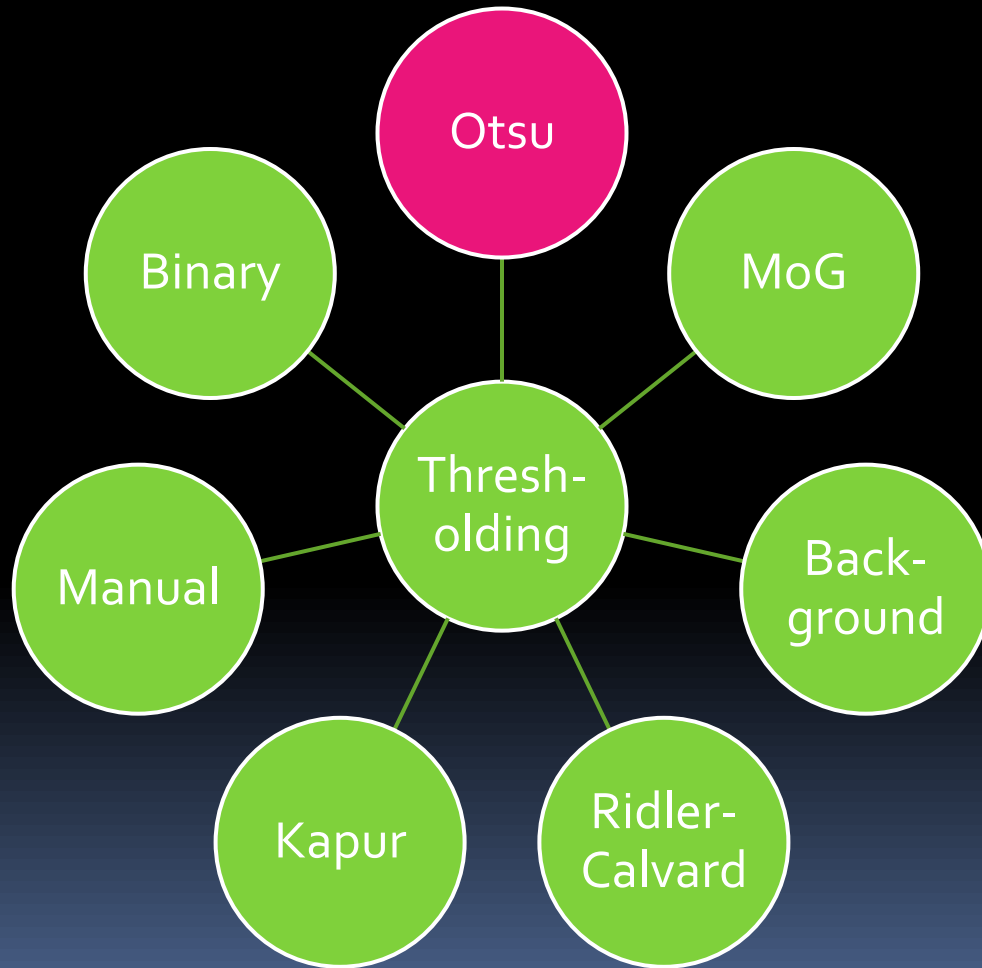 Otsu
Binary
MoG
Thresh-
olding
Manual
Back-
ground
Kapur
Ridler-
Calvard